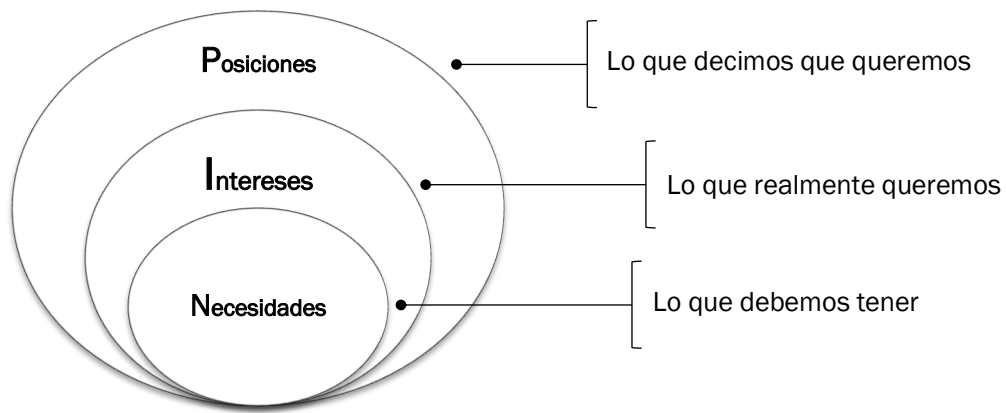 Posiciones
Lo que decimos que queremos
Intereses
Lo que realmente queremos
Necesidades
Lo que debemos tener